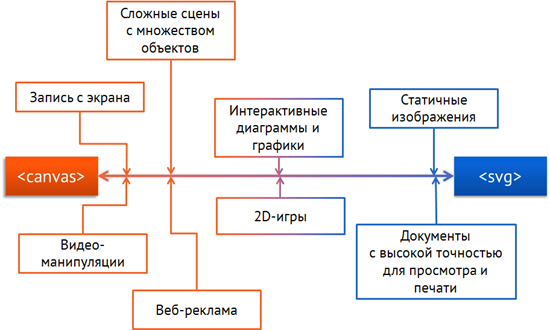 Сложные сцены
с множеством
объектов
Запись с экрана
Интерактивные
диаграммы и
графики
Статичные
изображения
<canvas>
<svg>
Видео-
манипуляции
2D-игры
Документы
с высокой точностью
для просмотра и
печати
Веб-реклама